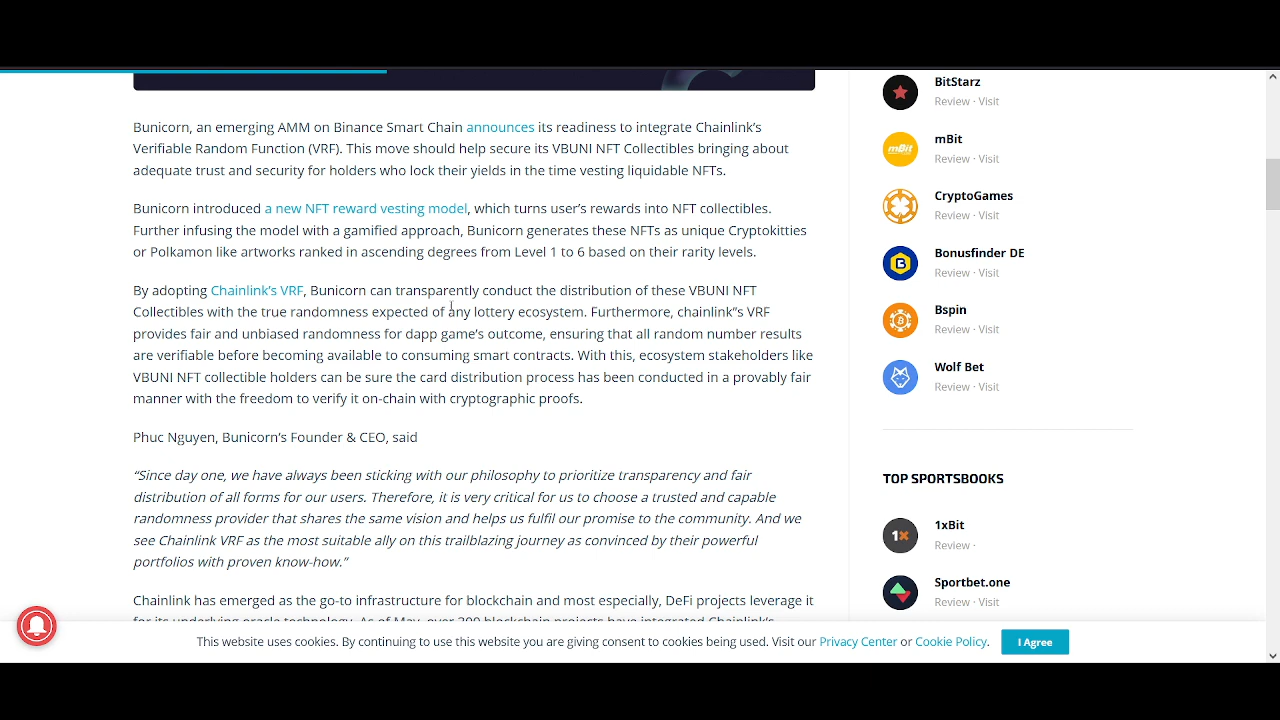 Bunicorn, an emerging AMM on Binance Smart Chain announces its readiness to integrate Chainlink's
Verifiable Random Function (VRF). This move should help secure its VBUNI NFT Collectibles bringing about
adequate trust and security for holders who lock their yields in the time vesting liquidable NFTs.
Bunicorn introduced a new NFT reward vesting model, which turns user's rewards into NFT collectibles.
Further infusing the model with a gamified approach, Bunicorn generates these NFTs as unique Cryptokitties
or Polkamon like artworks ranked in ascending degrees from Level 1 to 6 based on their rarity levels.
By adopting Chainlink's VRF, Bunicorn can transparently conduct the distribution of these VBUNI NFT
Collectibles with the true randomness expected of any lottery ecosystem. Furthermore, chainlink"s VRF
provides fair and unbiased randomness for dapp game's outcome, ensuring that all random number results
are verifiable before becoming available to consuming smart contracts. With this, ecosystem stakeholders like
VBUNI NFT collectible holders can be sure the card distribution process has been conducted in a provably fair
manner with the freedom to verify it on-chain with cryptographic proofs.
Phuc Nguyen, Bunicorn's Founder & CEO, said
“Since day one, we have always been sticking with our philosophy to prioritize transparency and fair
distribution of all forms for our users. Therefore, it is very critical for us to choose a trusted and capable
randomness provider that shares the same vision and helps us fulfil our promise to the community. And we
see Chainlink VRF as the most suitable ally on this trailblazing journey as convinced by their powerful
portfolios with proven know-how.”
Chainlink has emerged as the go-to infrastructure for blockchain and most especially, DeFi projects leverage it
for its underlying oracle technology. As of May, over 300 blockchain projects have integrated Chainlink's
BitStarz
Review · Visit
mBit
mBit
Review · Visit
CryptoGames
Review · Visit
Bonusfinder DE
B
Review · Visit
Bspin
Review · Visit
Wolf Bet
Review · Visit
TOP SPORTSBOOKS
1xBit
1x
Review ·
Sportbet.one
Review · Visit
This website uses cookies. By continuing to use this website you are giving consent to cookies being used. Visit our Privacy Center or Cookie Policy.
I Agree